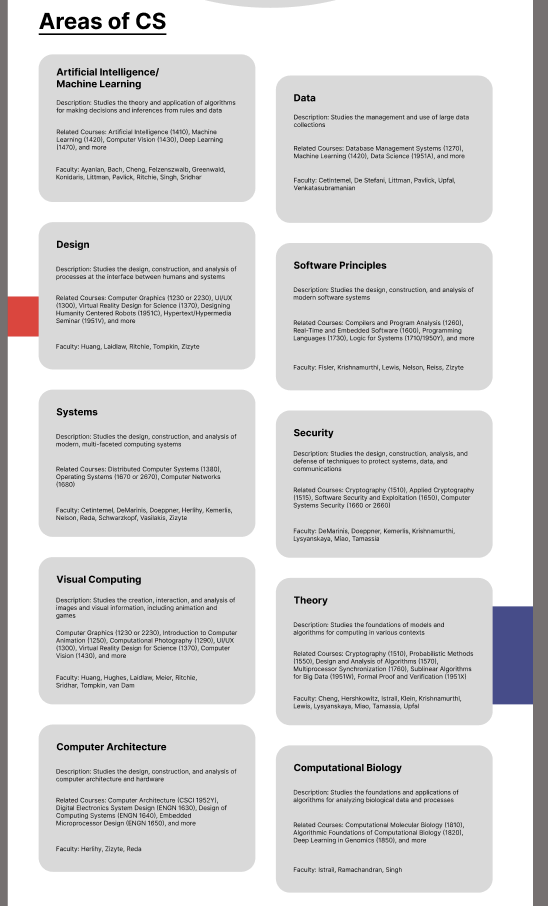 Areas of CS
Artificial Intelligence/
Machine Learning
Description: Studies the theory and application of algorithms
for making decisions and inferences from rules and data
Related Courses: Artificial Intelligence (1410), Machine
Learning (1420), Computer Vision (1430), Deep Learning
(1470), and more
Faculty: Ayanian, Bach, Cheng, Felzenszwalb, Greenwald,
Konidaris, Littman, Pavlick, Ritchie, Singh, Sridhar
Data
Description: Studies the management and use of large data
collections
Related Courses: Database Management Systems (1270),
Machine Learning (1420), Data Science (1951A), and more
Faculty: Cetintemel, De Stefani, Littman, Pavlick, Upfal,
Venkatasubramanian
Design
Description: Studies the design, construction, and analysis of
processes at the interface between humans and systems
Related Courses: Computer Graphics (1230 or 2230), UI/UX
(1300), Virtual Reality Design for Science (1370), Designing
Humanity Centered Robots (1951C), Hypertext/Hypermedia
Seminar (1951V), and more
Faculty: Huang, Laidlaw, Ritchie, Tompkin, Zizyte
Software Principles
Description: Studies the design, construction, and analysis of
modern software systems
Related Courses: Compilers and Program Analysis (1260),
Real-Time and Embedded Software (1600), Programming
Languages (1730), Logic for Systems (1710/1950Y), and more
Faculty: Fisler, Krishnamurthi, Lewis, Nelson, Reiss, Zizyte
Systems
Description: Studies the design, construction, and analysis of
modern, multi-faceted computing systems
Related Courses: Distributed Computer Systems (1380),
Operating Systems (1670 or 2670), Computer Networks
(1680)
Faculty: Cetintemel, DeMarinis, Doeppner, Herlihy, Kemerlis,
Nelson, Reda, Schwarzkopf, Vasilakis, Zizyte
Security
Description: Studies the design, construction, analysis, and
defense of techniques to protect systems, data, and
communications
Related Courses: Cryptography (1510), Applied Cryptography
(1515), Software Security and Exploitation (1650), Computer
Systems Security (1660 or 2660)
Faculty: DeMarinis, Doeppner, Kemerlis, Krishnamurthi,
Lysyanskaya, Miao, Tamassia
Visual Computing
Description: Studies the creation, interaction, and analysis of
images and visual information, including animation and
games
Computer Graphics (1230 or 2230), Introduction to Computer
Animation (1250), Computational Photography (1290), UI/UX
(1300), Virtual Reality Design for Science (1370), Computer
Vision (1430), and more
Faculty: Huang, Hughes, Laidlaw, Meier, Ritchie,
Sridhar, Tompkin, van Dam
Theory
Description: Studies the foundations of models and
algorithms for computing in various contexts
Related Courses: Cryptography (1510), Probabilistic Methods
(1550), Design and Analysis of Algorithms (1570),
Multiprocessor Synchronization (1760), Sublinear Algorithms
for Big Data (1951W), Formal Proof and Verification (1951X)
Faculty: Cheng, Hershkowitz, Istrail, Klein, Krishnamurthi,
Lewis, Lysyanskaya, Miao, Tamassia, Upfal
Computer Architecture
Description: Studies the design, construction, and analysis of
computer architecture and hardware
Related Courses: Computer Architecture (CSCI 1952Y),
Digital Electronics System Design (ENGN 1630), Design of
Computing Systems (ENGN 1640), Embedded
Microprocessor Design (ENGN 1650), and more
Faculty: Herlihy, Zizyte, Reda
Computational Biology
Description: Studies the foundations and applications of
algorithms for analyzing biological data and processes
Related Courses: Computational Molecular Biology (1810),
Algorithmic Foundations of Computational Biology (1820),
Deep Learning in Genomics (1850), and more
Faculty: Istrail, Ramachandran, Singh